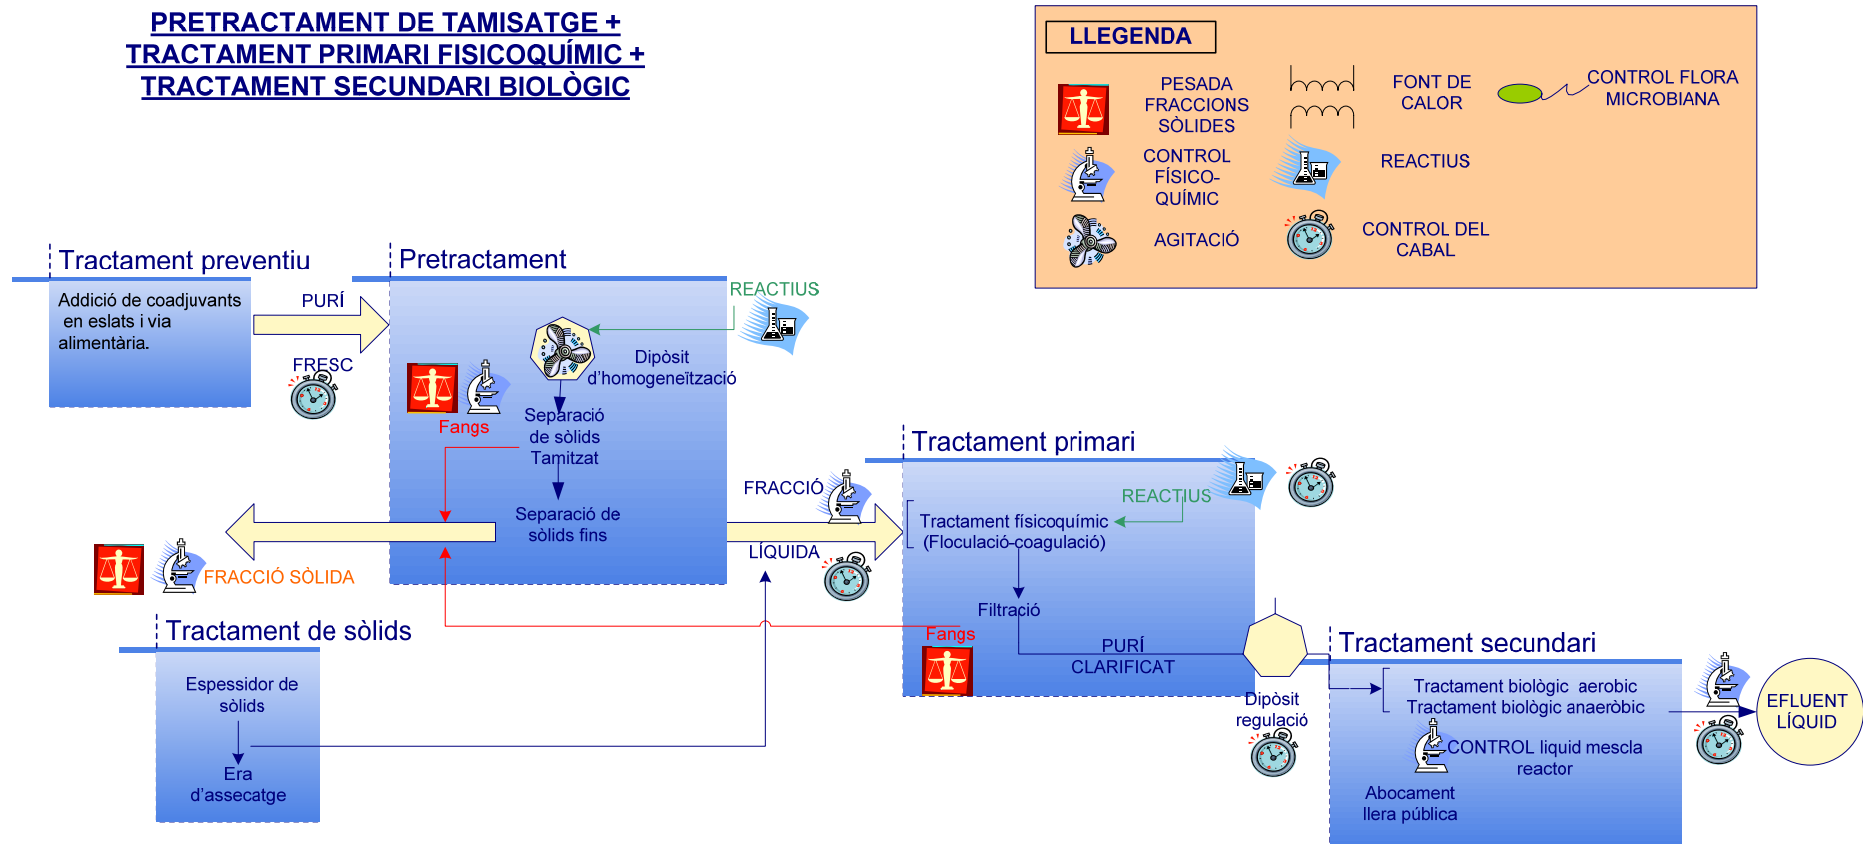 PRETRACTAMENT DE TAMISATGE +
TRACTAMENT PRIMARI FISICOQUÍMIC +
TRACTAMENT SECUNDARI BIOLÒGIC
LLEGENDA
PESADA
FRACCIONS
SÒLIDES
FONT DE
CALOR
CONTROL FLORA
MICROBIANA
CONTROL
FÍSICO-
QUÍMIC
REACTIUS
AGITACIÓ
CONTROL DEL
CABAL
Tractament preventiu
Addició de coadjuvants
en eslats i via
alimentària.
PURÍ
FRESC
Pretractament
REACTIUS
Dipòsit
d'homogeneïtzació
Fangs
Separació
de sòlids
Tamitzat
Separació de
sòlids fins
FRACCIÓ SÒLIDA
FRACCIÓ
LÍQUIDA
Tractament primari
REACTIUS
Tractament físicoquímic
(Floculació-coagulació)
Filtració
Fangs
PURÍ
CLARIFICAT
Dipòsit
regulació
Tractament de sòlids
Espessidor de
sòlids
Era
d'assecatge
Tractament secundari
Tractament biològic aerobic
Tractament biològic anaeròbic
CONTROL liquid mescla
reactor
Abocament
llera pública
EFLUENT
LÍQUID